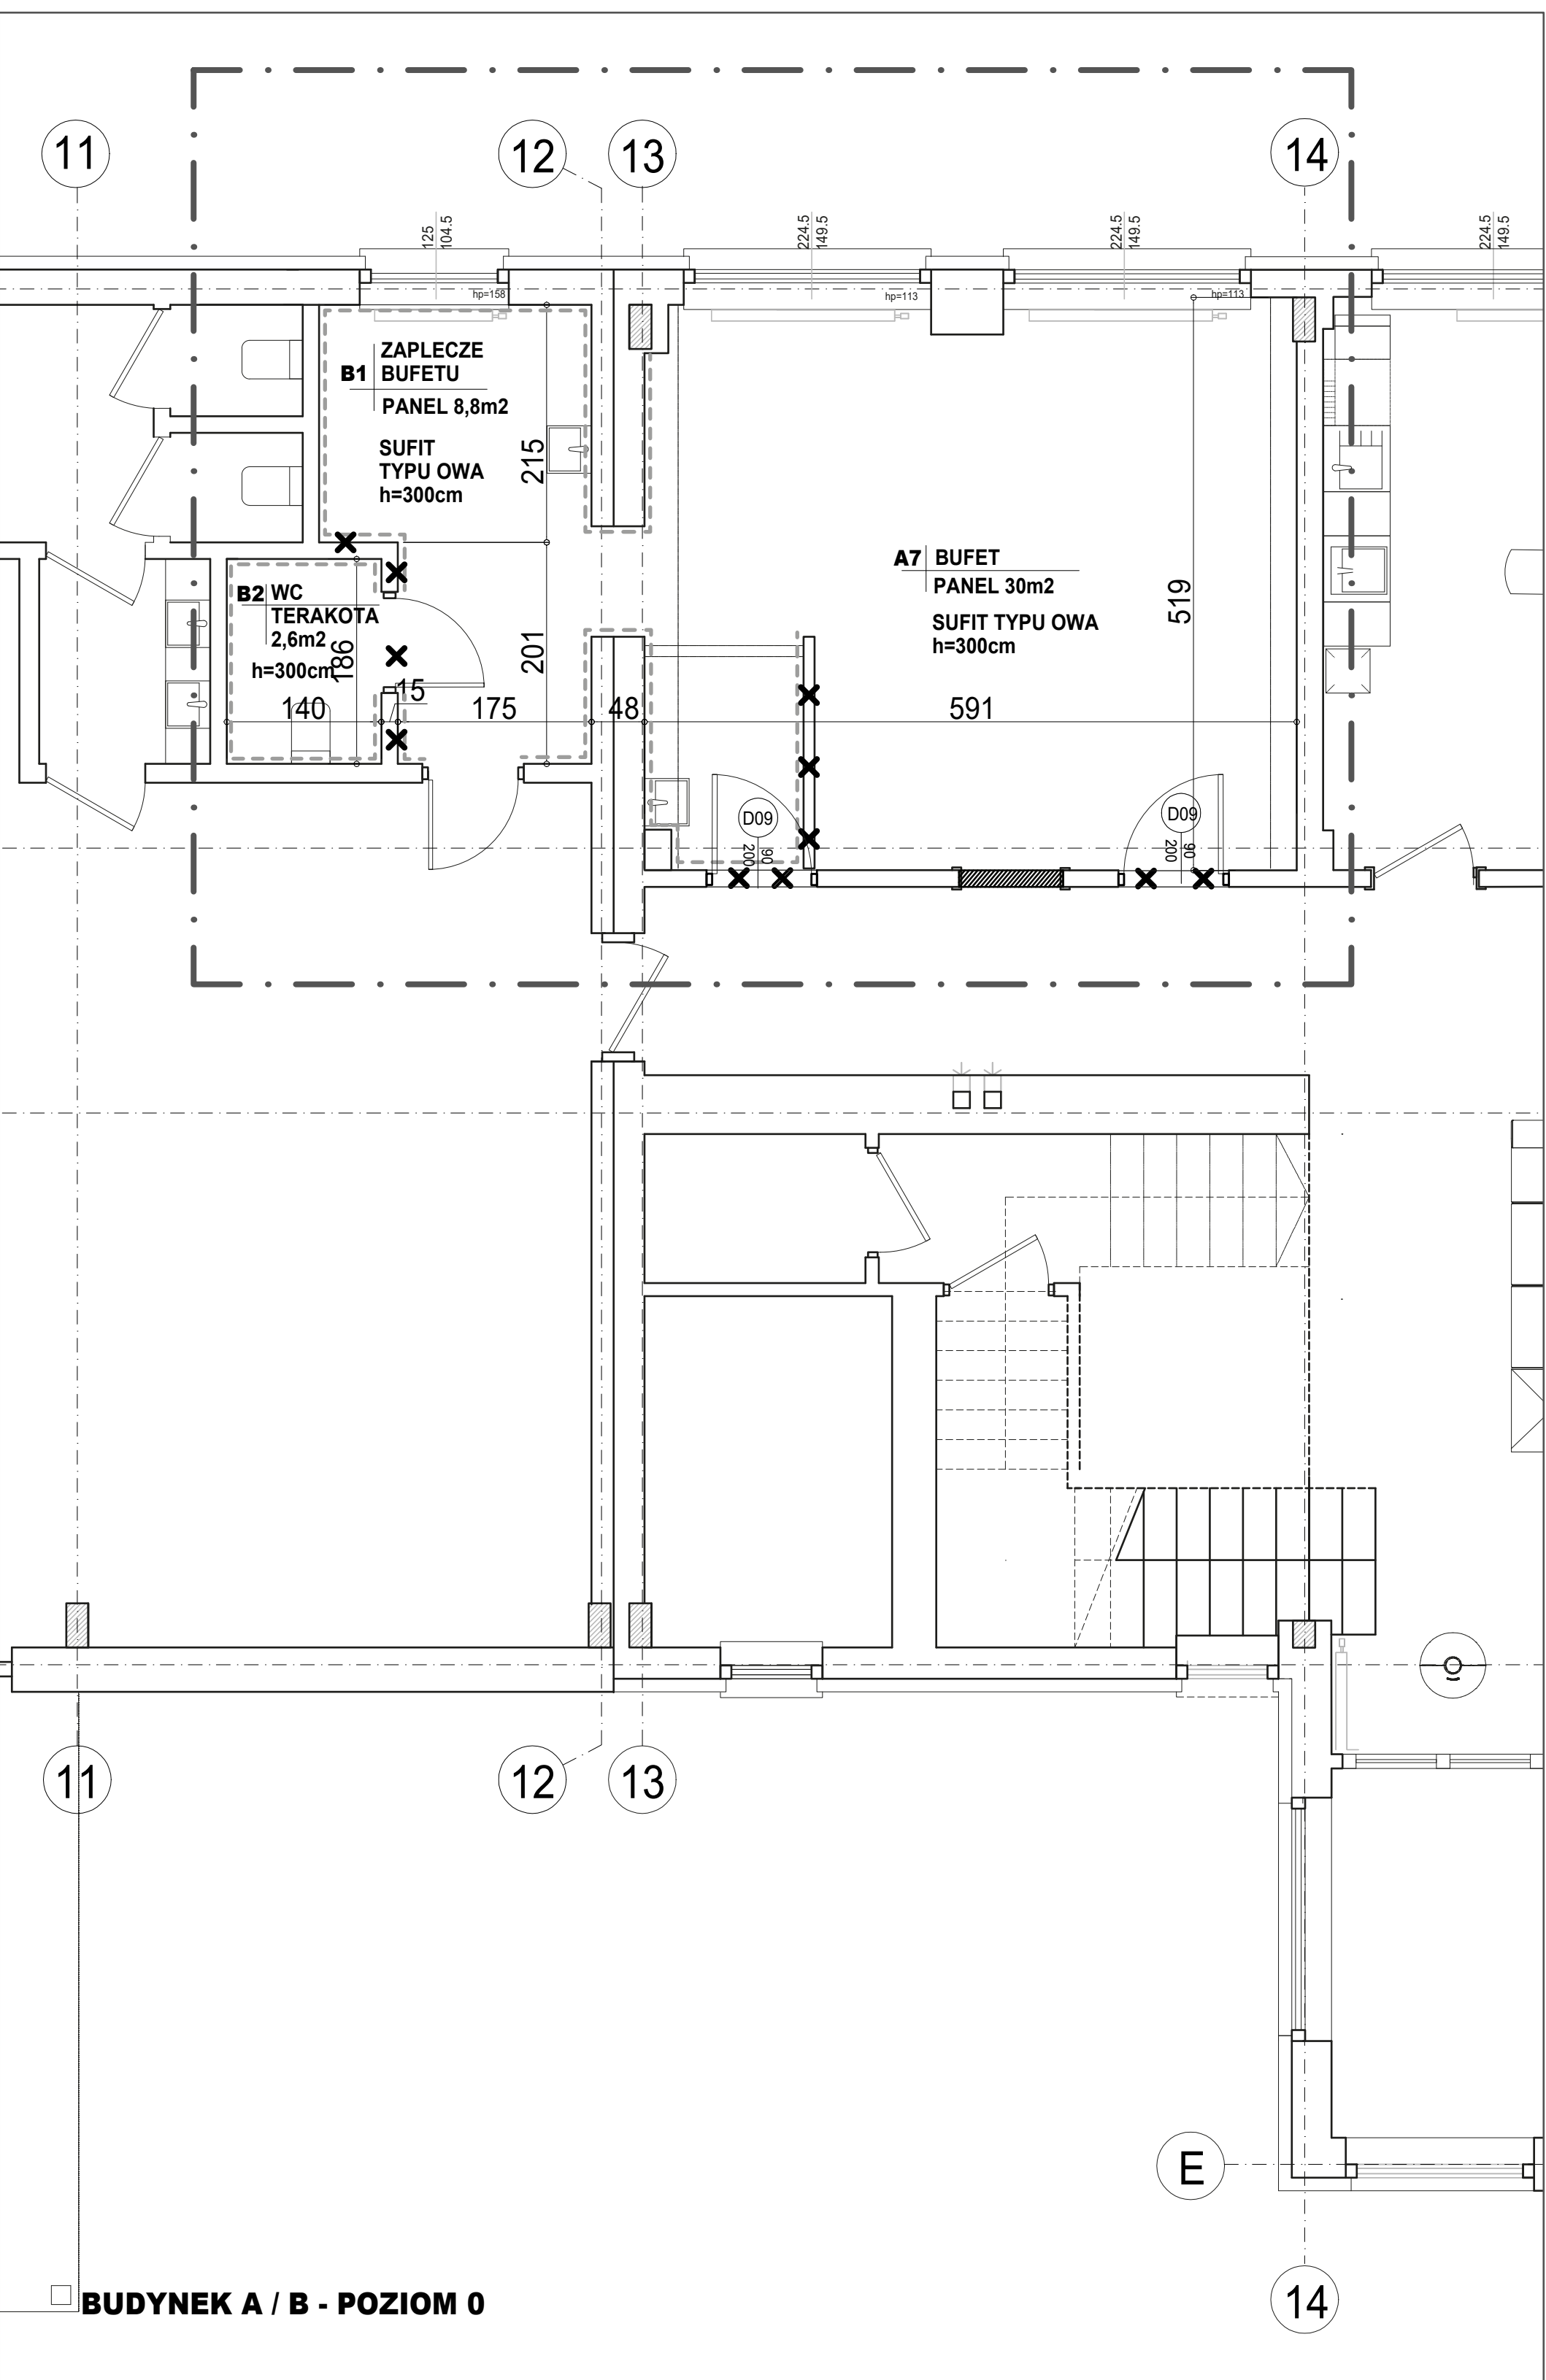 11
12
13
14
125
104.5
224.5
149.5
224.5
149.5
224.5
149.5
hp=158
hp=113
hp=113
B1
ZAPLECZE
BUFETU
PANEL 8,8m2
SUFIT
TYPU OWA
h=300cm
215
A7
BUFET
PANEL 30m2
SUFIT TYPU OWA
h=300cm
519
B2
WC
TERAKOTA
2,6m2
h=300cm
186
201
140
15
175
48
591
D09
90
200
D09
90
200
11
12
13
E
14
BUDYNEK A / B - POZIOM 0